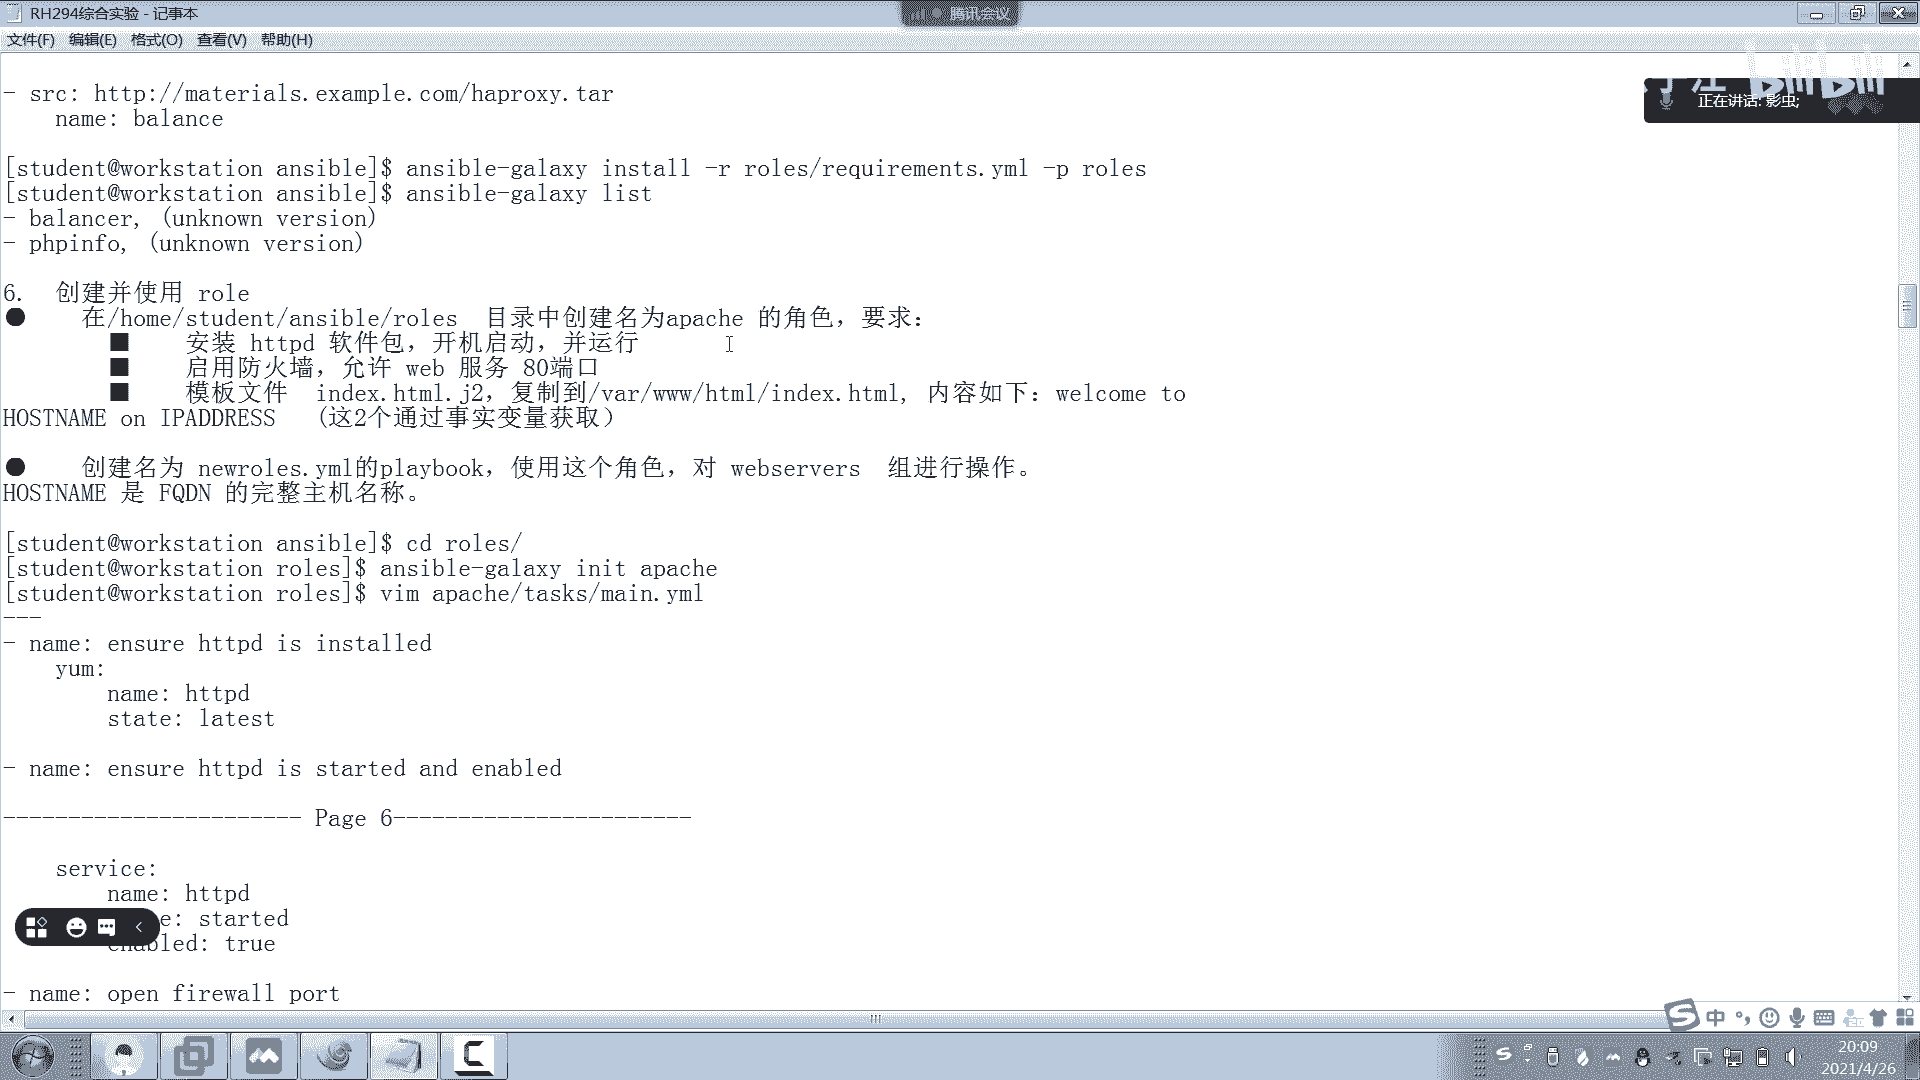 RH294综合实验 - 记事本
腾讯会议
文件(F) 编辑(E) 格式(O) 查看(V) 帮助(H)
bilibili
正在讲话: 影虫;
- src: http://materials.example.com/haproxy.tar
name: balance
[student@workstation ansible]$ ansible-galaxy install -r roles/requirements.yml -p roles
[student@workstation ansible]$ ansible-galaxy list
- balancer, (unknown version)
- phpinfo, (unknown version)
6. 创建并使用 role
● 在/home/student/ansible/roles 目录中创建名为apache 的角色，要求：
■ 安装 httpd 软件包，开机启动，并运行
■ 启用防火墙，允许 web 服务 80端口
■ 模板文件 index.html.j2，复制到/var/www/html/index.html, 内容如下：welcome to
HOSTNAME on IPADDRESS （这2个通过事实变量获取）
● 创建名为 newroles.yml的playbook，使用这个角色，对 webservers 组进行操作。
HOSTNAME 是 FQDN 的完整主机名称。
[student@workstation ansible]$ cd roles/
[student@workstation roles]$ ansible-galaxy init apache
[student@workstation roles]$ vim apache/tasks/main.yml
---
- name: ensure httpd is installed
yum:
name: httpd
state: latest
- name: ensure httpd is started and enabled
----------------------- Page 6-----------------------
service:
name: httpd
e: started
enabled: true
- name: open firewall port
中
20:09
2021/4/26